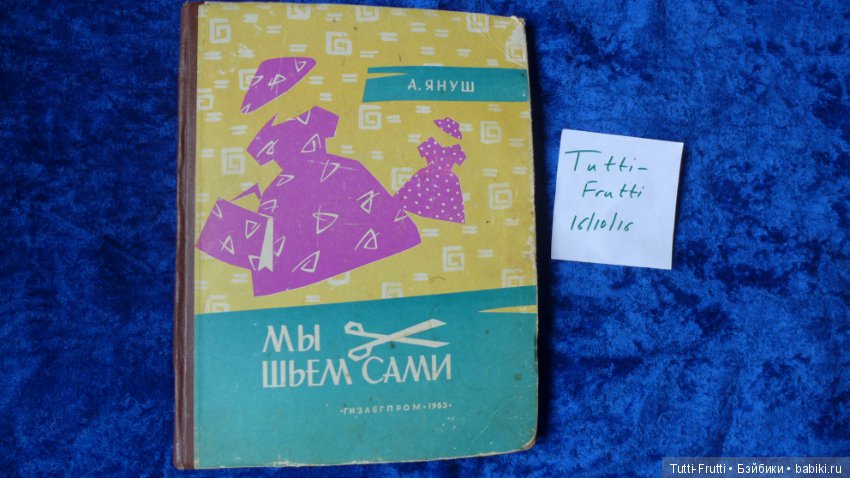 А. ЯНУШ
МЫ
ШЬЕМ САМИ
•ГИЗЛЕГПРОМ•1963•
Tutti-
Frutti
16/10/16
Tutti-Frutti • Бэйбики • babiki.ru